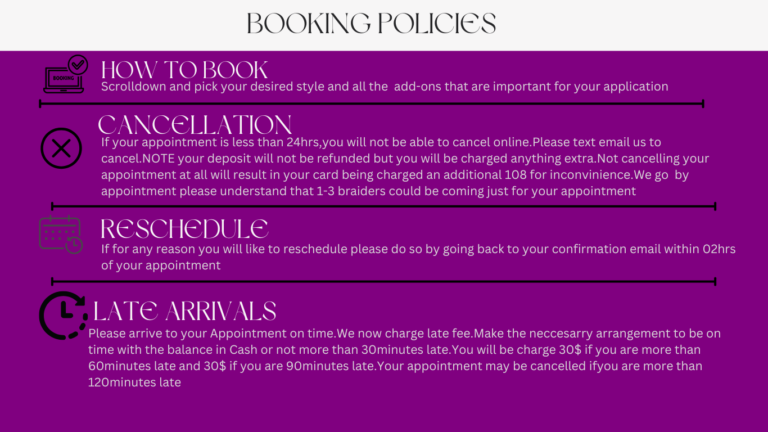 BOOKING POLICIES
BOOKING
HOW TO BOOK
Scrolldown and pick your desired style and all the add-ons that are important for your application
CANCELLATION
If your appointment is less than 24hrs,you will not be able to cancel online.Please text email us to
cancel.NOTE your deposit will not be refunded but you will be charged anything extra.Not cancelling your
appointment at all will result in your card being charged an additional 108 for inconvinience.We go by
appointment please understand that 1-3 braiders could be coming just for your appointment
RESCHEDULE
If for any reason you will like to reschedule please do so by going back to your confirmation email within 02hrs
of your appointment
LATE ARRIVALS
Please arrive to your Appointment on time.We now charge late fee.Make the neccesarry arrangement to be on
time with the balance in Cash or not more than 30minutes late.You will be charge 30$ if you are more than
60minutes late and 30$ if you are 90minutes late.Your appointment may be cancelled ifyou are more than
120minutes late